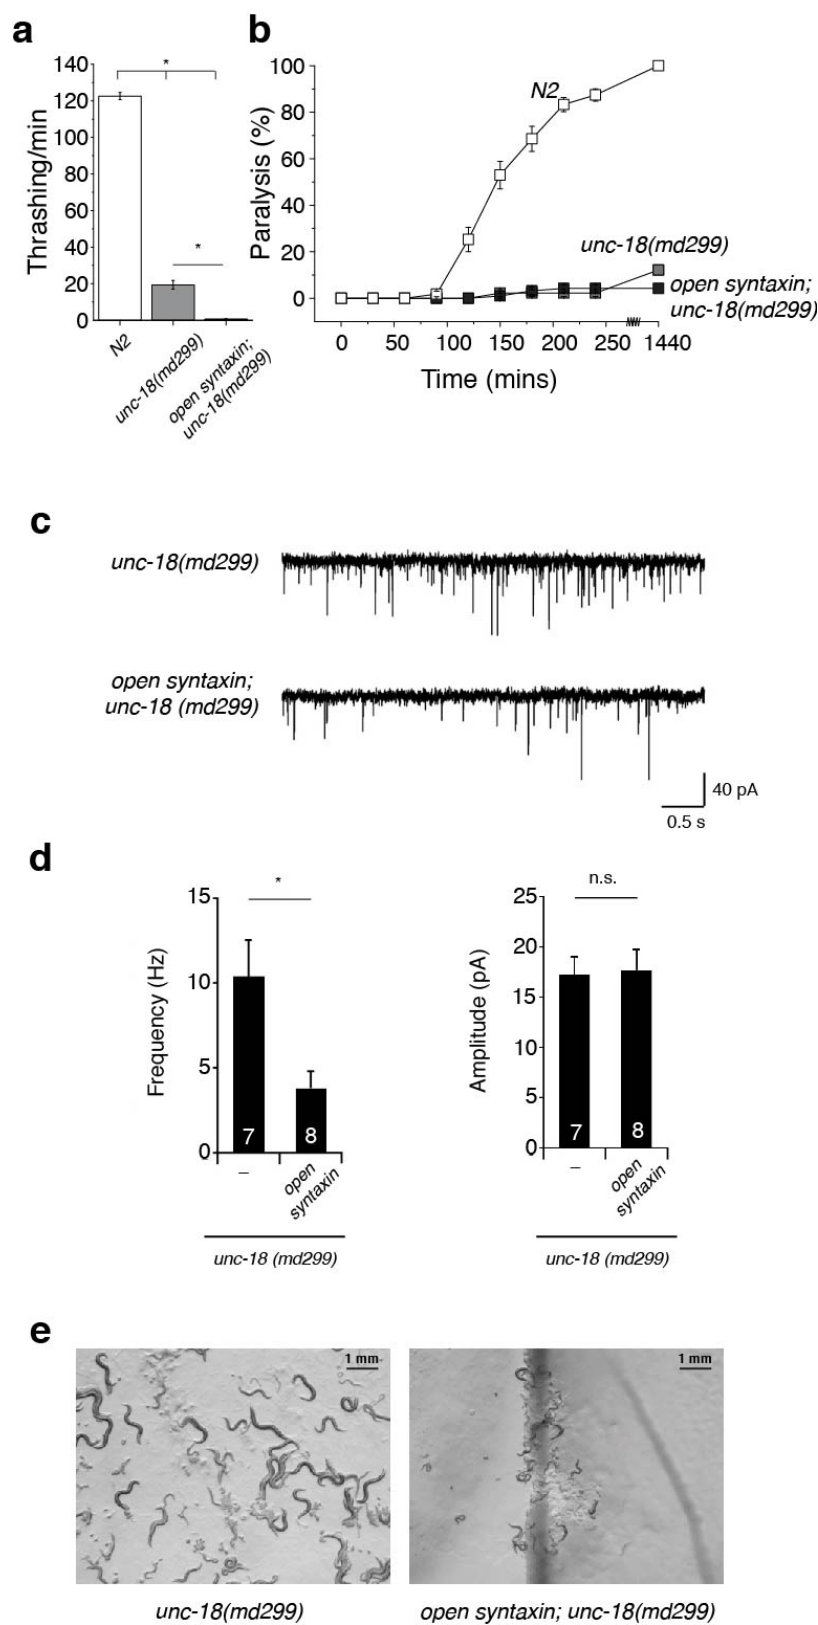 a
*
*
140
120
100
80
60
40
20
0
Thrashing/min
N2
unc-18(md299)
open syntaxin;
unc-18(md299)
b
100
80
60
40
20
0
Paralysis (%)
N2
unc-18(md299)
open syntaxin;
unc-18(md299)
0 50 100 150 200 250 1440
Time (mins)
c
unc-18(md299)
open syntaxin;
unc-18 (md299)
40 pA
0.5 s
d
*
15
10
5
0
Frequency (Hz)
7
8
–
open
syntaxin
unc-18 (md299)
n.s.
25
20
15
10
5
0
Amplitude (pA)
7
8
–
open
syntaxin
unc-18 (md299)
e
1 mm
1 mm
unc-18(md299)
open syntaxin; unc-18(md299)